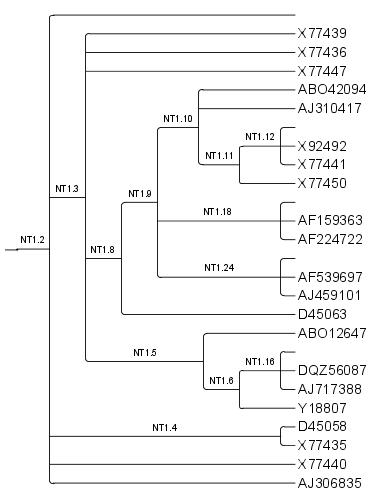 X77439
X77436
NT1.3
X77447
ABO42094
AJ310417
NT1.10
NT1.12
X92492
NT1.11
X77441
X77450
NT1.9
NT1.18
AF159363
NT1.2
AF224722
NT1.8
NT1.24
AF539697
AJ459101
D45063
ABO12647
NT1.5
NT1.16
DQZ56087
NT1.6
AJ717388
Y18807
NT1.4
D45058
X77435
X77440
AJ306835